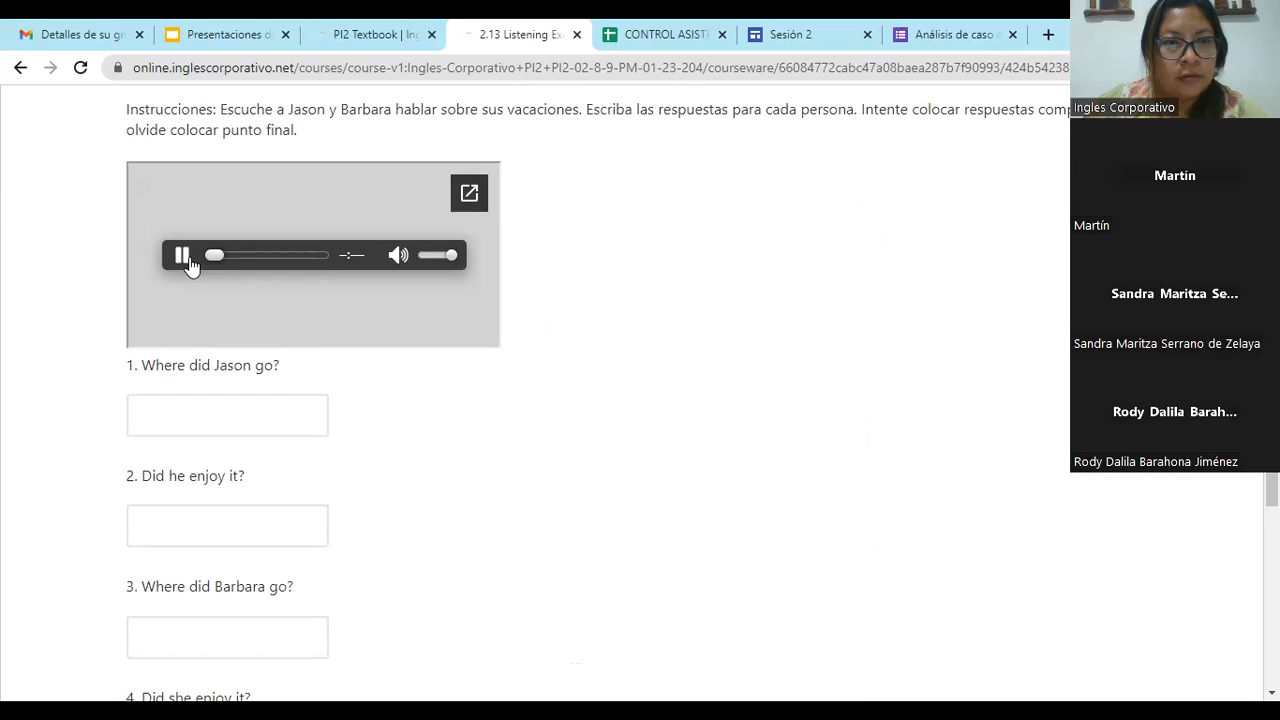 Detalles de su g
Presentaciones d
PI2 Textbook | In
2.13 Listening Ex
CONTROL ASIST
Sesión 2
Análisis de caso a
online.inglescorporativo.net/courses/course-v1:Ingles-Corporativo+PI2+PI2-02-8-9-PM-01-23-204/courseware/66084772cabc47a08baea287b7f90993/424b54238
Instrucciones: Escuche a Jason y Barbara hablar sobre sus vacaciones. Escriba las respuestas para cada persona. Intente colocar respuestas comp
olvide colocar punto final.
-:--
1. Where did Jason go?
2. Did he enjoy it?
3. Where did Barbara go?
4. Did she enjoy it?
Ingles Corporativo
Martín
Martín
Sandra Maritza Se...
Sandra Maritza Serrano de Zelaya
Rody Dalila Barah...
Rody Dalila Barahona Jiménez